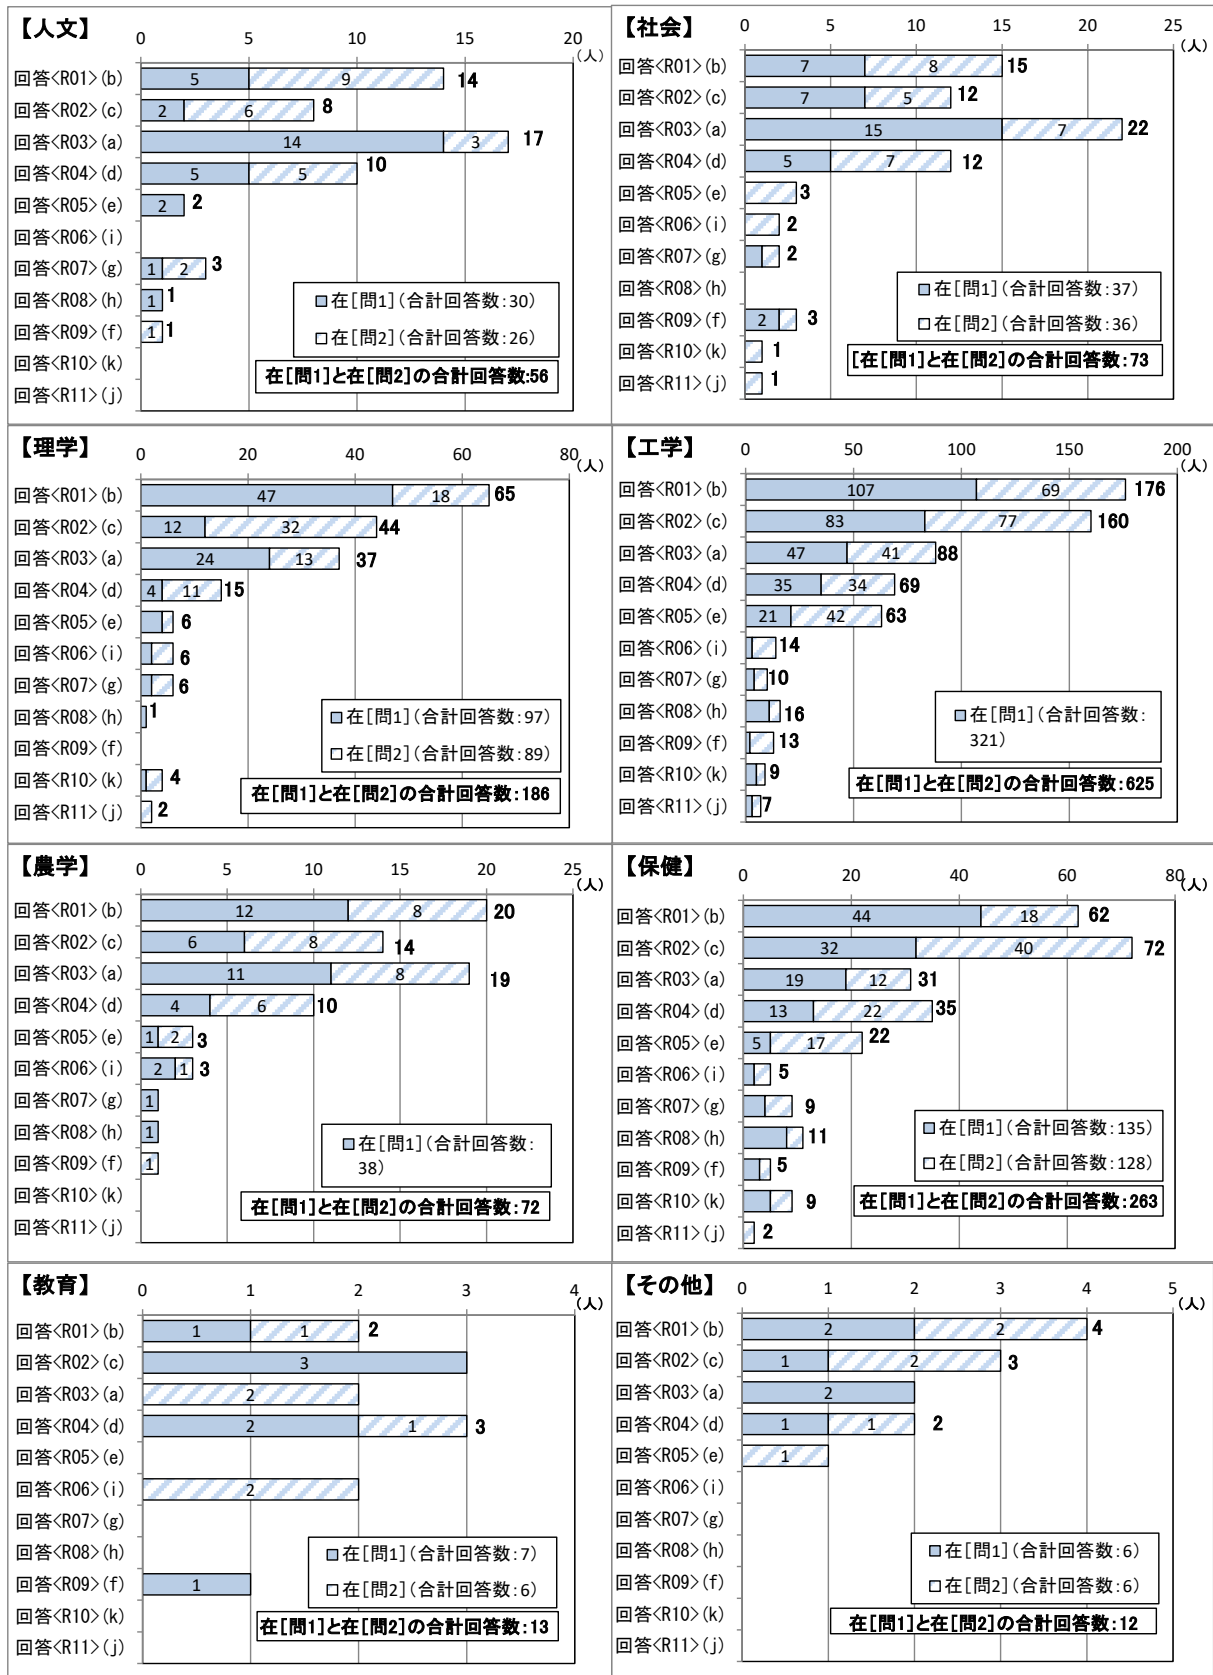 【人文】
0 5 10 15 20
(人)
回答<R01>(b) 5 9 14
回答<R02>(c) 2 6 8
回答<R03>(a) 14 3 17
回答<R04>(d) 5 5 10
回答<R05>(e) 2 2
回答<R06>(i)
回答<R07>(g) 1 2 3
回答<R08>(h) 1 1
回答<R09>(f) 1 1
回答<R10>(k)
回答<R11>(j)
在[問1](合計回答数:30)
在[問2](合計回答数:26)
在[問1]と在[問2]の合計回答数:56
【社会】
0 5 10 15 20 25
(人)
回答<R01>(b) 7 8 15
回答<R02>(c) 7 5 12
回答<R03>(a) 15 7 22
回答<R04>(d) 5 7 12
回答<R05>(e) 3
回答<R06>(i) 2
回答<R07>(g) 2
回答<R08>(h)
回答<R09>(f) 2 3
回答<R10>(k) 1
回答<R11>(j) 1
在[問1](合計回答数:37)
在[問2](合計回答数:36)
[在[問1]と在[問2]の合計回答数:73
【理学】
0 20 40 60 80
(人)
回答<R01>(b) 47 18 65
回答<R02>(c) 12 32 44
回答<R03>(a) 24 13 37
回答<R04>(d) 4 11 15
回答<R05>(e) 6
回答<R06>(i) 6
回答<R07>(g) 6
回答<R08>(h) 1
回答<R09>(f)
回答<R10>(k) 4
回答<R11>(j) 2
在[問1](合計回答数:97)
在[問2](合計回答数:89)
在[問1]と在[問2]の合計回答数:186
【工学】
0 50 100 150 200
(人)
回答<R01>(b) 107 69 176
回答<R02>(c) 83 77 160
回答<R03>(a) 47 41 88
回答<R04>(d) 35 34 69
回答<R05>(e) 21 42 63
回答<R06>(i) 14
回答<R07>(g) 10
回答<R08>(h) 16
回答<R09>(f) 13
回答<R10>(k) 9
回答<R11>(j) 7
在[問1](合計回答数:
321)
在[問1]と在[問2]の合計回答数:625
【農学】
0 5 10 15 20 25
(人)
回答<R01>(b) 12 8 20
回答<R02>(c) 6 8 14
回答<R03>(a) 11 8 19
回答<R04>(d) 4 6 10
回答<R05>(e) 1 2 3
回答<R06>(i) 2 1 3
回答<R07>(g) 1
回答<R08>(h) 1
回答<R09>(f) 1
回答<R10>(k)
回答<R11>(j)
在[問1](合計回答数:
38)
在[問1]と在[問2]の合計回答数:72
【保健】
0 20 40 60 80
(人)
回答<R01>(b) 44 18 62
回答<R02>(c) 32 40 72
回答<R03>(a) 19 12 31
回答<R04>(d) 13 22 35
回答<R05>(e) 5 17 22
回答<R06>(i) 5
回答<R07>(g) 9
回答<R08>(h) 11
回答<R09>(f) 5
回答<R10>(k) 9
回答<R11>(j) 2
在[問1](合計回答数:135)
在[問2](合計回答数:128)
在[問1]と在[問2]の合計回答数:263
【教育】
0 1 2 3 4
(人)
回答<R01>(b) 1 1 2
回答<R02>(c) 3
回答<R03>(a) 2
回答<R04>(d) 2 1 3
回答<R05>(e)
回答<R06>(i) 2
回答<R07>(g)
回答<R08>(h)
回答<R09>(f) 1
回答<R10>(k)
回答<R11>(j)
在[問1](合計回答数:7)
在[問2](合計回答数:6)
在[問1]と在[問2]の合計回答数:13
【その他】
0 1 2 3 4 5
(人)
回答<R01>(b) 2 2 4
回答<R02>(c) 1 2 3
回答<R03>(a) 2
回答<R04>(d) 1 1 2
回答<R05>(e) 1
回答<R06>(i)
回答<R07>(g)
回答<R08>(h)
回答<R09>(f)
回答<R10>(k)
回答<R11>(j)
在[問1](合計回答数:6)
在[問2](合計回答数:6)
在[問1]と在[問2]の合計回答数:12